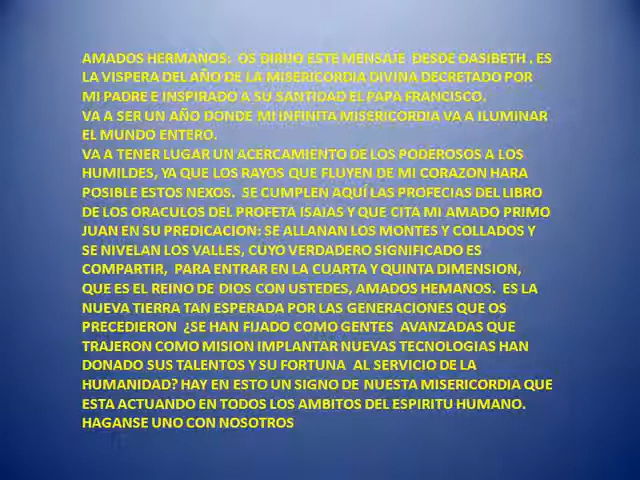 AMADOS HERMANOS:  OS DIRIJO ESTE MENSAJE  DESDE OASIBETH . ES
LA VISPERA DEL AÑO DE LA MISERICORDIA DIVINA DECRETADO POR
MI PADRE E INSPIRADO A SU SANTIDAD EL PAPA FRANCISCO.
VA A SER UN AÑO DONDE MI INFINITA MISERICORDIA VA A ILUMINAR
EL MUNDO ENTERO.
VA A TENER LUGAR UN ACERCAMIENTO DE LOS PODEROSOS A LOS
HUMILDES, YA QUE LOS RAYOS QUE FLUYEN DE MI CORAZON HARA
POSIBLE ESTOS NEXOS.  SE CUMPLEN AQUÍ LAS PROFECIAS DEL LIBRO
DE LOS ORACULOS DEL PROFETA ISAIAS Y QUE CITA MI AMADO PRIMO
JUAN EN SU PREDICACION: SE ALLANAN LOS MONTES Y COLLADOS Y
SE NIVELAN LOS VALLES, CUYO VERDADERO SIGNIFICADO ES
COMPARTIR,  PARA ENTRAR EN LA CUARTA Y QUINTA DIMENSION,
QUE ES EL REINO DE DIOS CON USTEDES, AMADOS HEMANOS.  ES LA
NUEVA TIERRA TAN ESPERADA POR LAS GENERACIONES QUE OS
PRECEDIERON  ¿SE HAN FIJADO COMO GENTES  AVANZADAS QUE
TRAJERON COMO MISION IMPLANTAR NUEVAS TECNOLOGIAS HAN
DONADO SUS TALENTOS Y SU FORTUNA  AL SERVICIO DE LA
HUMANIDAD? HAY EN ESTO UN SIGNO DE NUESTA MISERICORDIA QUE
ESTA ACTUANDO EN TODOS LOS AMBITOS DEL ESPIRITU HUMANO.
HAGANSE UNO CON NOSOTROS